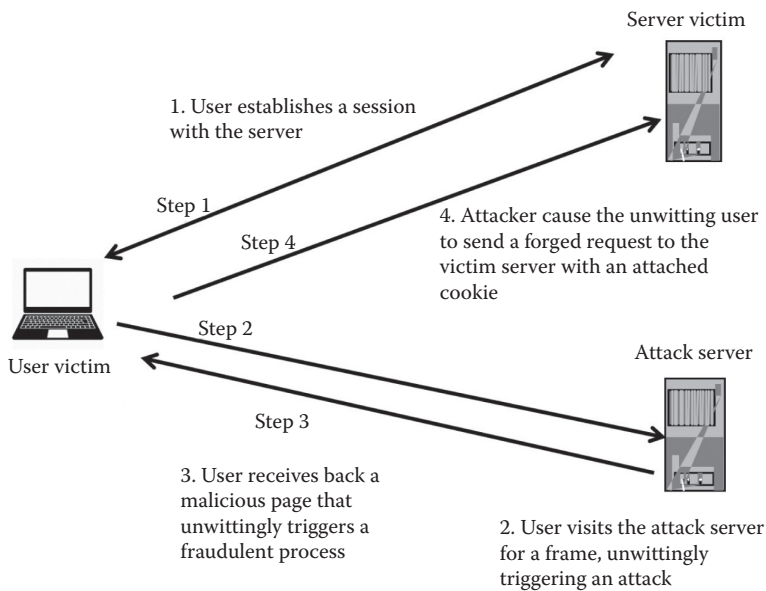 Server victim
1. User establishes a session
with the server
Step 1
Step 4
4. Attacker cause the unwitting user
to send a forged request to the
victim server with an attached
cookie
Step 2
User victim
Attack server
Step 3
3. User receives back a
malicious page that
unwittingly triggers a
fraudulent process
2. User visits the attack server
for a frame, unwittingly
triggering an attack